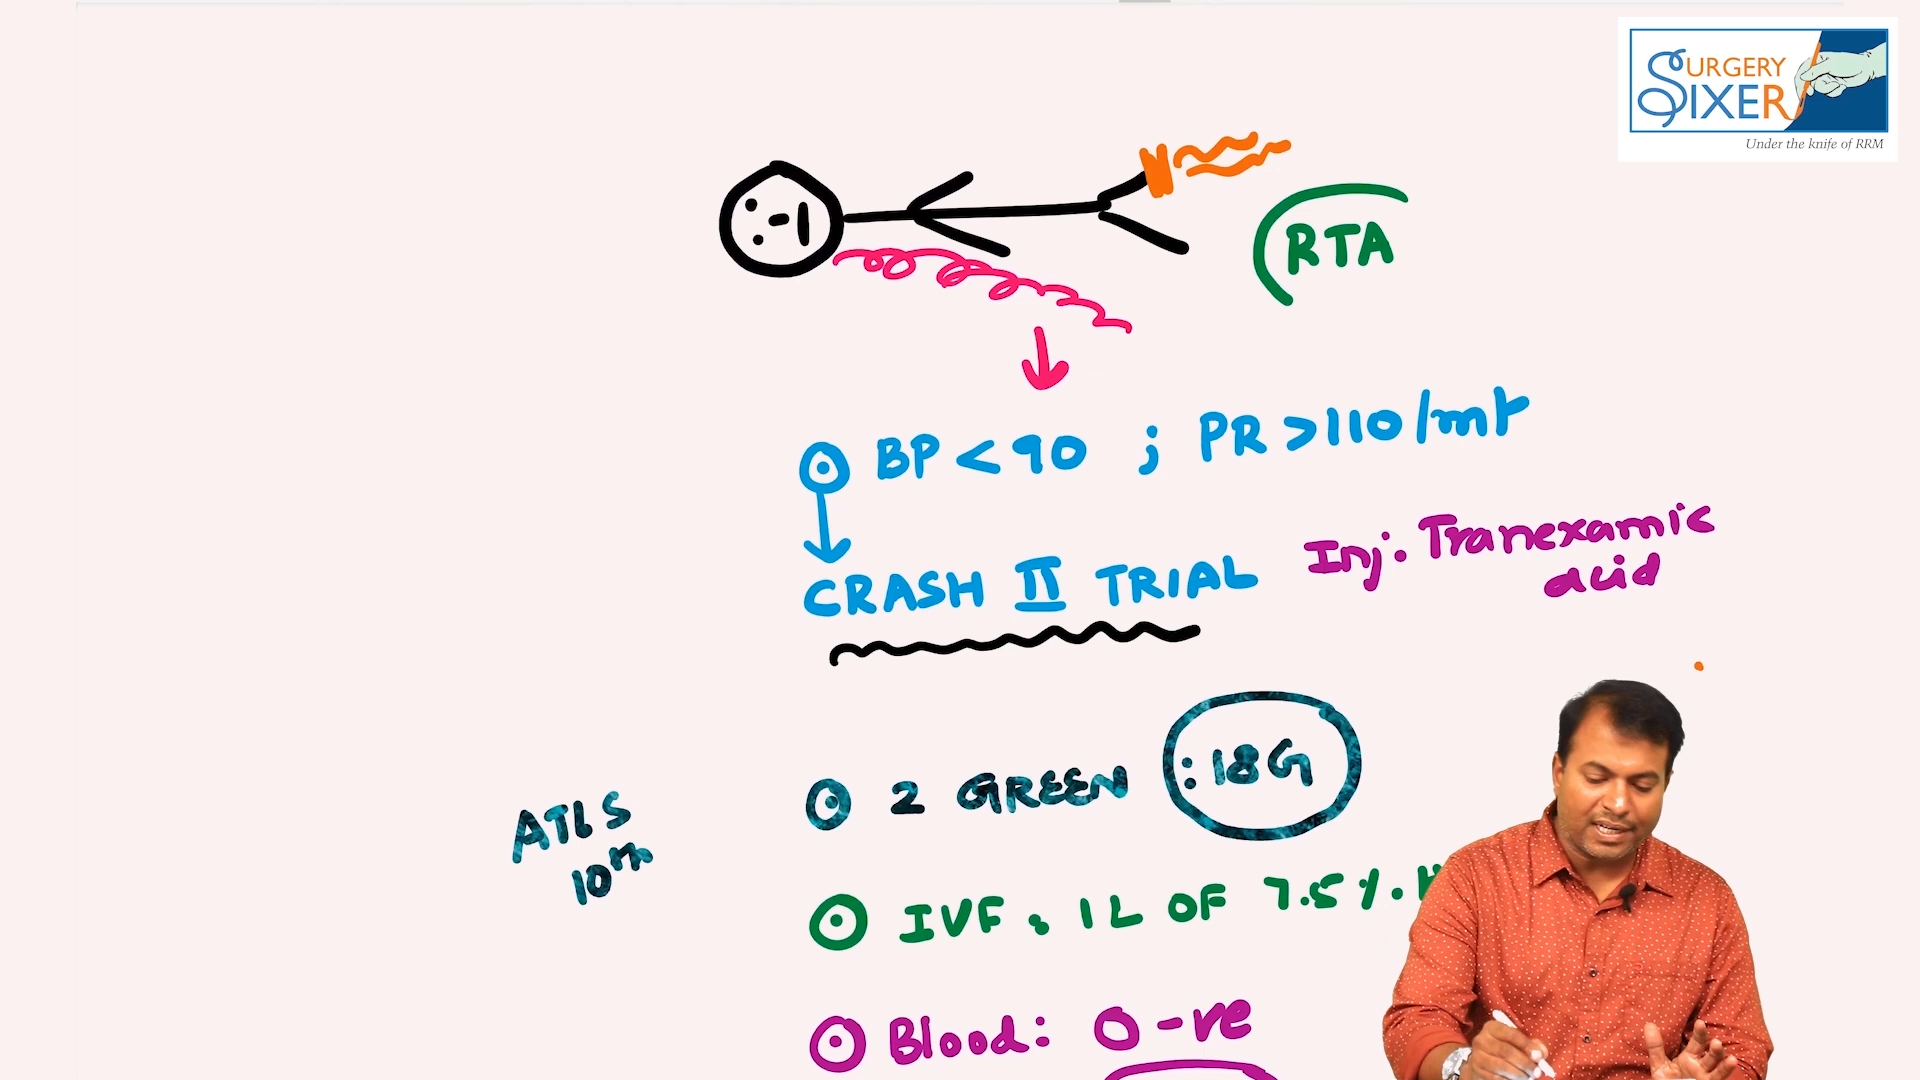 SURGERY
SIXER
Under the knife of RRM
RTA
BP < 90 ; PR >110/mt
CRASH II TRIAL
Inj. Tranexamic
acid
2 GREEN :18G
ATLS
10th
IVF : 1L OF 7.5%.
Blood: O-ve